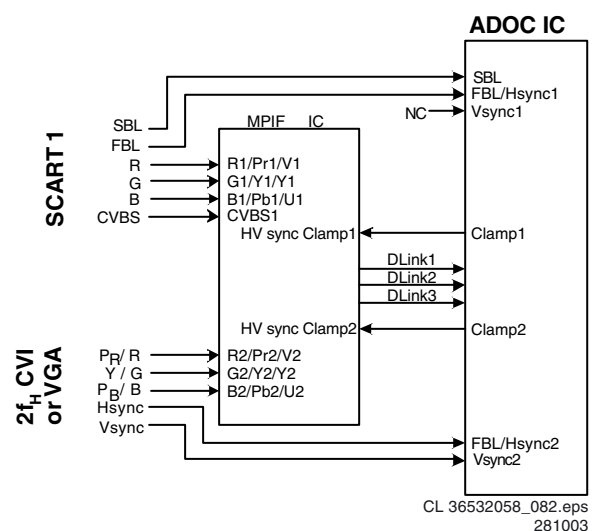 ADOC IC
SBL
FBL/Hsync1
NC
Vsync1
MPIF IC
SCART 1
SBL
FBL
R
G
B
CVBS
R1/Pr1/V1
G1/Y1/Y1
B1/Pb1/U1
CVBS1
HV sync Clamp1
Clamp1
DLink1
DLink2
DLink3
HV sync Clamp2
Clamp2
2fH CVI
or VGA
PR/ R
Y / G
PB/ B
Hsync
Vsync
R2/Pr2/V2
G2/Y2/Y2
B2/Pb2/U2
FBL/Hsync2
Vsync2
CL 36532058_082.eps
281003